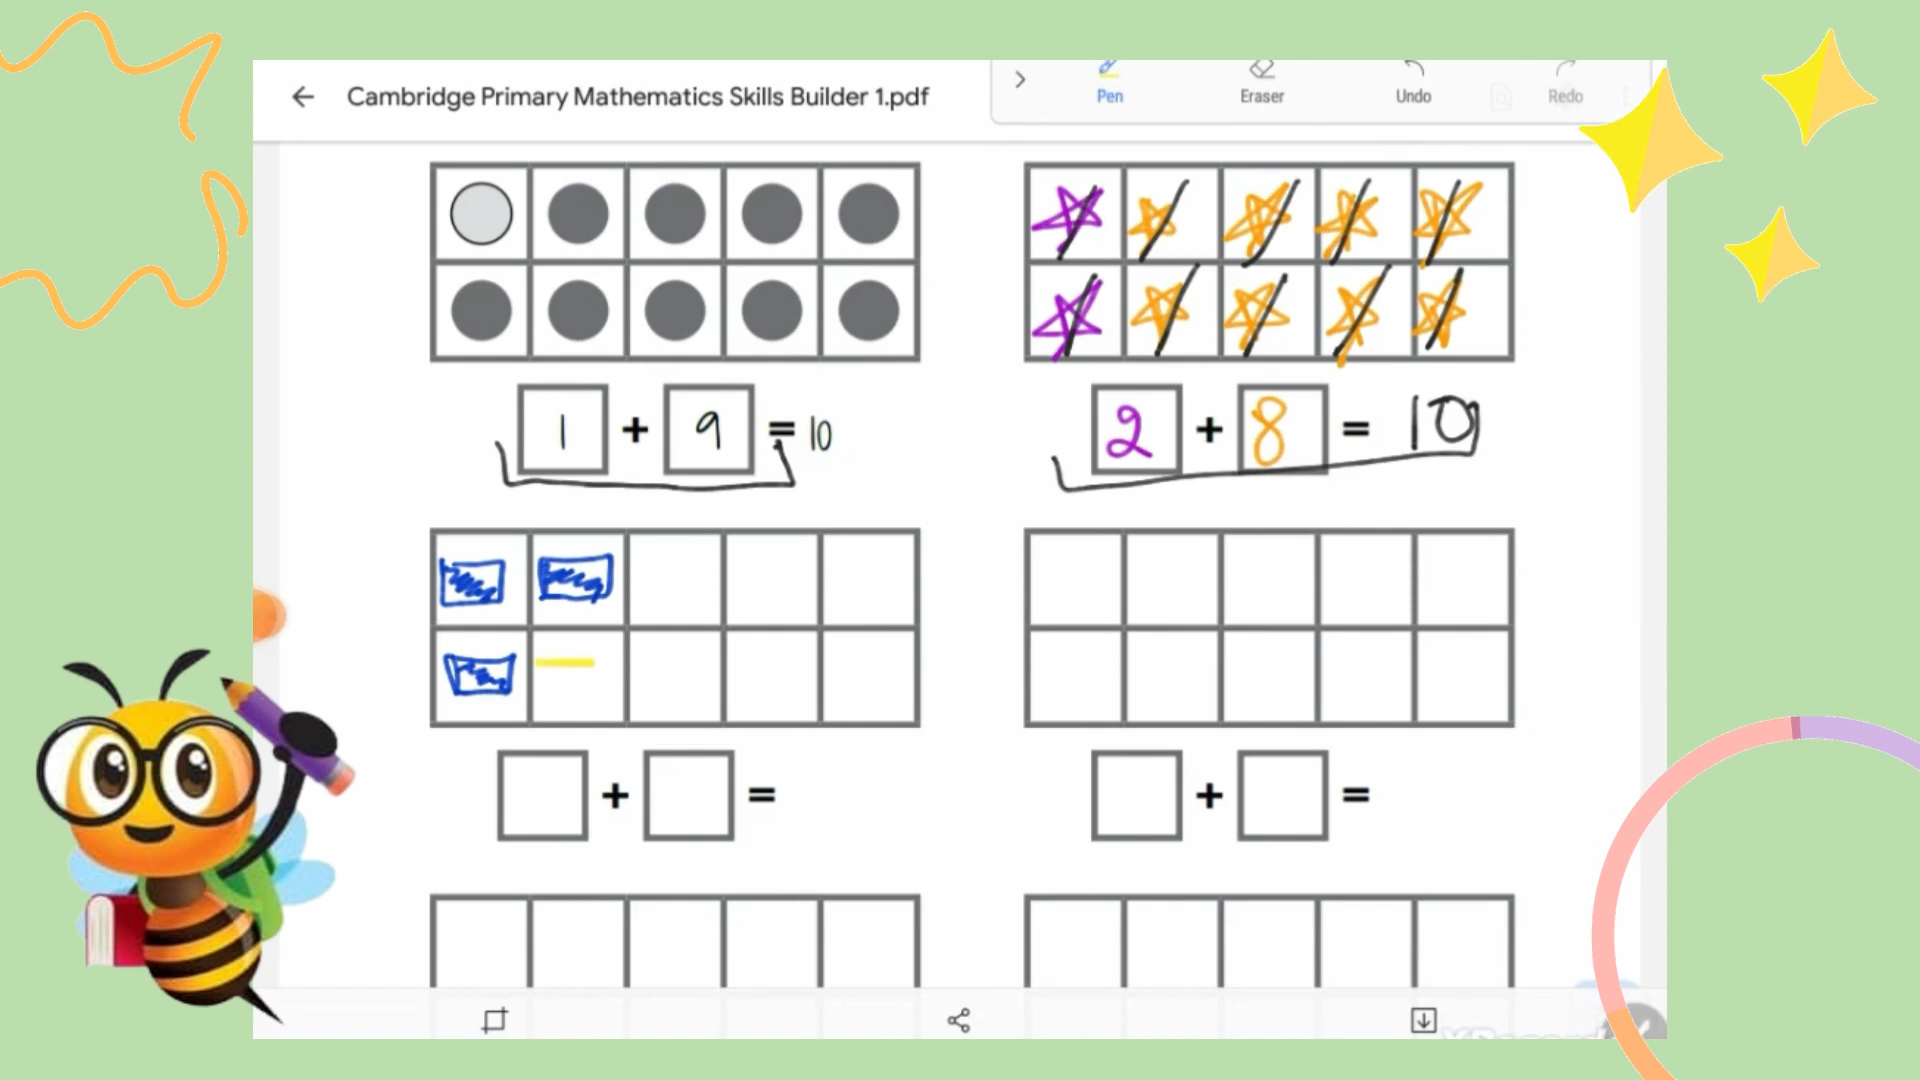 Cambridge Primary Mathematics Skills Builder 1.pdf
Pen
Eraser
Undo
Redo
1 + 9 = 10
2 + 8 = 10
+ =
+ =